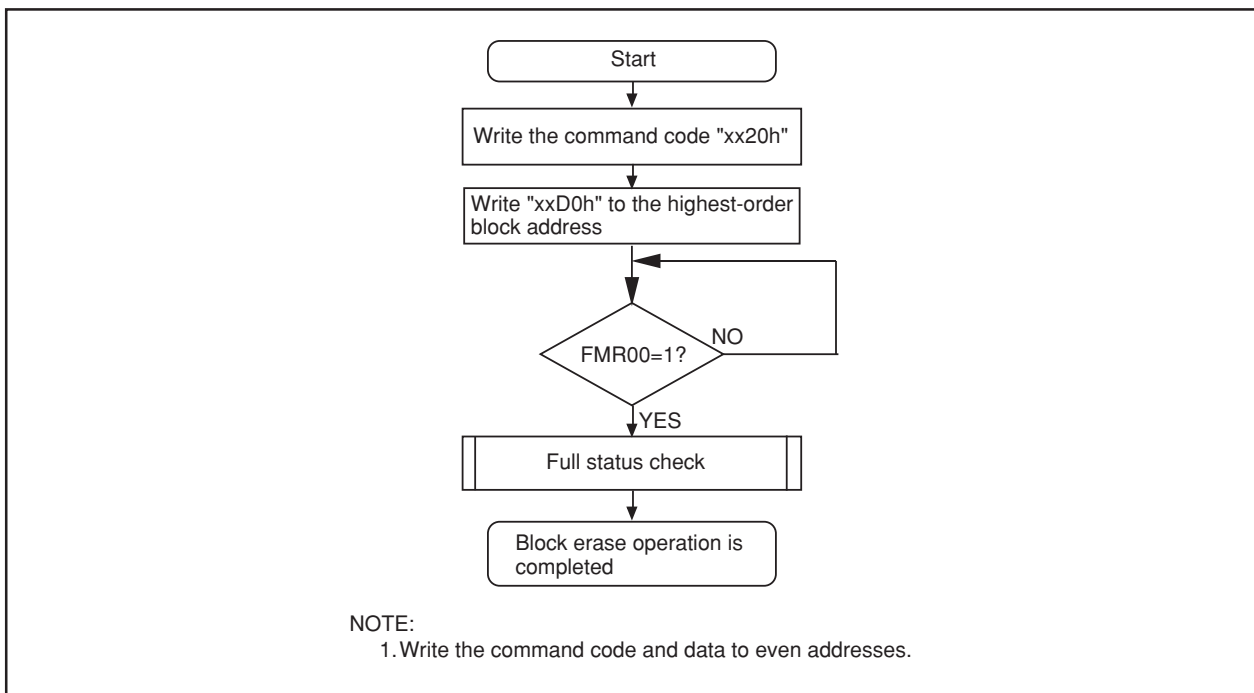 Start
Write the command code "xx20h"
Write "xxD0h" to the highest-order
block address
FMR00=1?
NO
YES
Full status check
Block erase operation is
completed
NOTE:
1. Write the command code and data to even addresses.